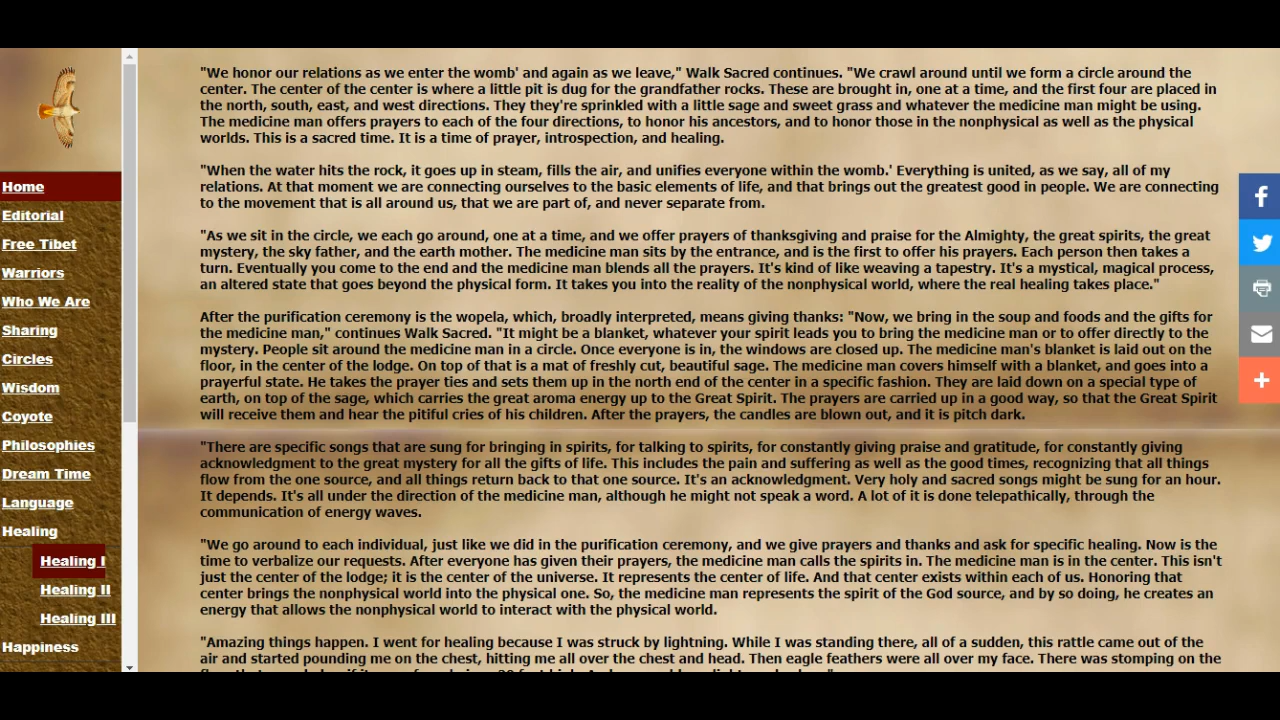 Home
Editorial
Free Tibet
Warriors
Who We Are
Sharing
Circles
Wisdom
Coyote
Philosophies
Dream Time
Language
Healing
Healing I
Healing II
Healing III
Happiness
"We honor our relations as we enter the womb' and again as we leave," Walk Sacred continues. "We crawl around until we form a circle around the
center. The center of the center is where a little pit is dug for the grandfather rocks. These are brought in, one at a time, and the first four are placed in
the north, south, east, and west directions. They they're sprinkled with a little sage and sweet grass and whatever the medicine man might be using.
The medicine man offers prayers to each of the four directions, to honor his ancestors, and to honor those in the nonphysical as well as the physical
worlds. This is a sacred time. It is a time of prayer, introspection, and healing.
"When the water hits the rock, it goes up in steam, fills the air, and unifies everyone within the womb.' Everything is united, as we say, all of my
relations. At that moment we are connecting ourselves to the basic elements of life, and that brings out the greatest good in people. We are connecting
to the movement that is all around us, that we are part of, and never separate from.
"As we sit in the circle, we each go around, one at a time, and we offer prayers of thanksgiving and praise for the Almighty, the great spirits, the great
mystery, the sky father, and the earth mother. The medicine man sits by the entrance, and is the first to offer his prayers. Each person then takes a
turn. Eventually you come to the end and the medicine man blends all the prayers. It's kind of like weaving a tapestry. It's a mystical, magical process,
an altered state that goes beyond the physical form. It takes you into the reality of the nonphysical world, where the real healing takes place."
After the purification ceremony is the wopela, which, broadly interpreted, means giving thanks: "Now, we bring in the soup and foods and the gifts for
the medicine man," continues Walk Sacred. "It might be a blanket, whatever your spirit leads you to bring the medicine man or to offer directly to the
mystery. People sit around the medicine man in a circle. Once everyone is in, the windows are closed up. The medicine man's blanket is laid out on the
floor, in the center of the lodge. On top of that is a mat of freshly cut, beautiful sage. The medicine man covers himself with a blanket, and goes into a
prayerful state. He takes the prayer ties and sets them up in the north end of the center in a specific fashion. They are laid down on a special type of
earth, on top of the sage, which carries the great aroma energy up to the Great Spirit. The prayers are carried up in a good way, so that the Great Spirit
will receive them and hear the pitiful cries of his children. After the prayers, the candles are blown out, and it is pitch dark.
"There are specific songs that are sung for bringing in spirits, for talking to spirits, for constantly giving praise and gratitude, for constantly giving
acknowledgment to the great mystery for all the gifts of life. This includes the pain and suffering as well as the good times, recognizing that all things
flow from the one source, and all things return back to that one source. It's an acknowledgment. Very holy and sacred songs might be sung for an hour.
It depends. It's all under the direction of the medicine man, although he might not speak a word. A lot of it is done telepathically, through the
communication of energy waves.
"We go around to each individual, just like we did in the purification ceremony, and we give prayers and thanks and ask for specific healing. Now is the
time to verbalize our requests. After everyone has given their prayers, the medicine man calls the spirits in. The medicine man is in the center. This isn't
just the center of the lodge; it is the center of the universe. It represents the center of life. And that center exists within each of us. Honoring that
center brings the nonphysical world into the physical one. So, the medicine man represents the spirit of the God source, and by so doing, he creates an
energy that allows the nonphysical world to interact with the physical world.
"Amazing things happen. I went for healing because I was struck by lightning. While I was standing there, all of a sudden, this rattle came out of the
air and started pounding me on the chest, hitting me all over the chest and head. Then eagle feathers were all over my face. There was stomping on the